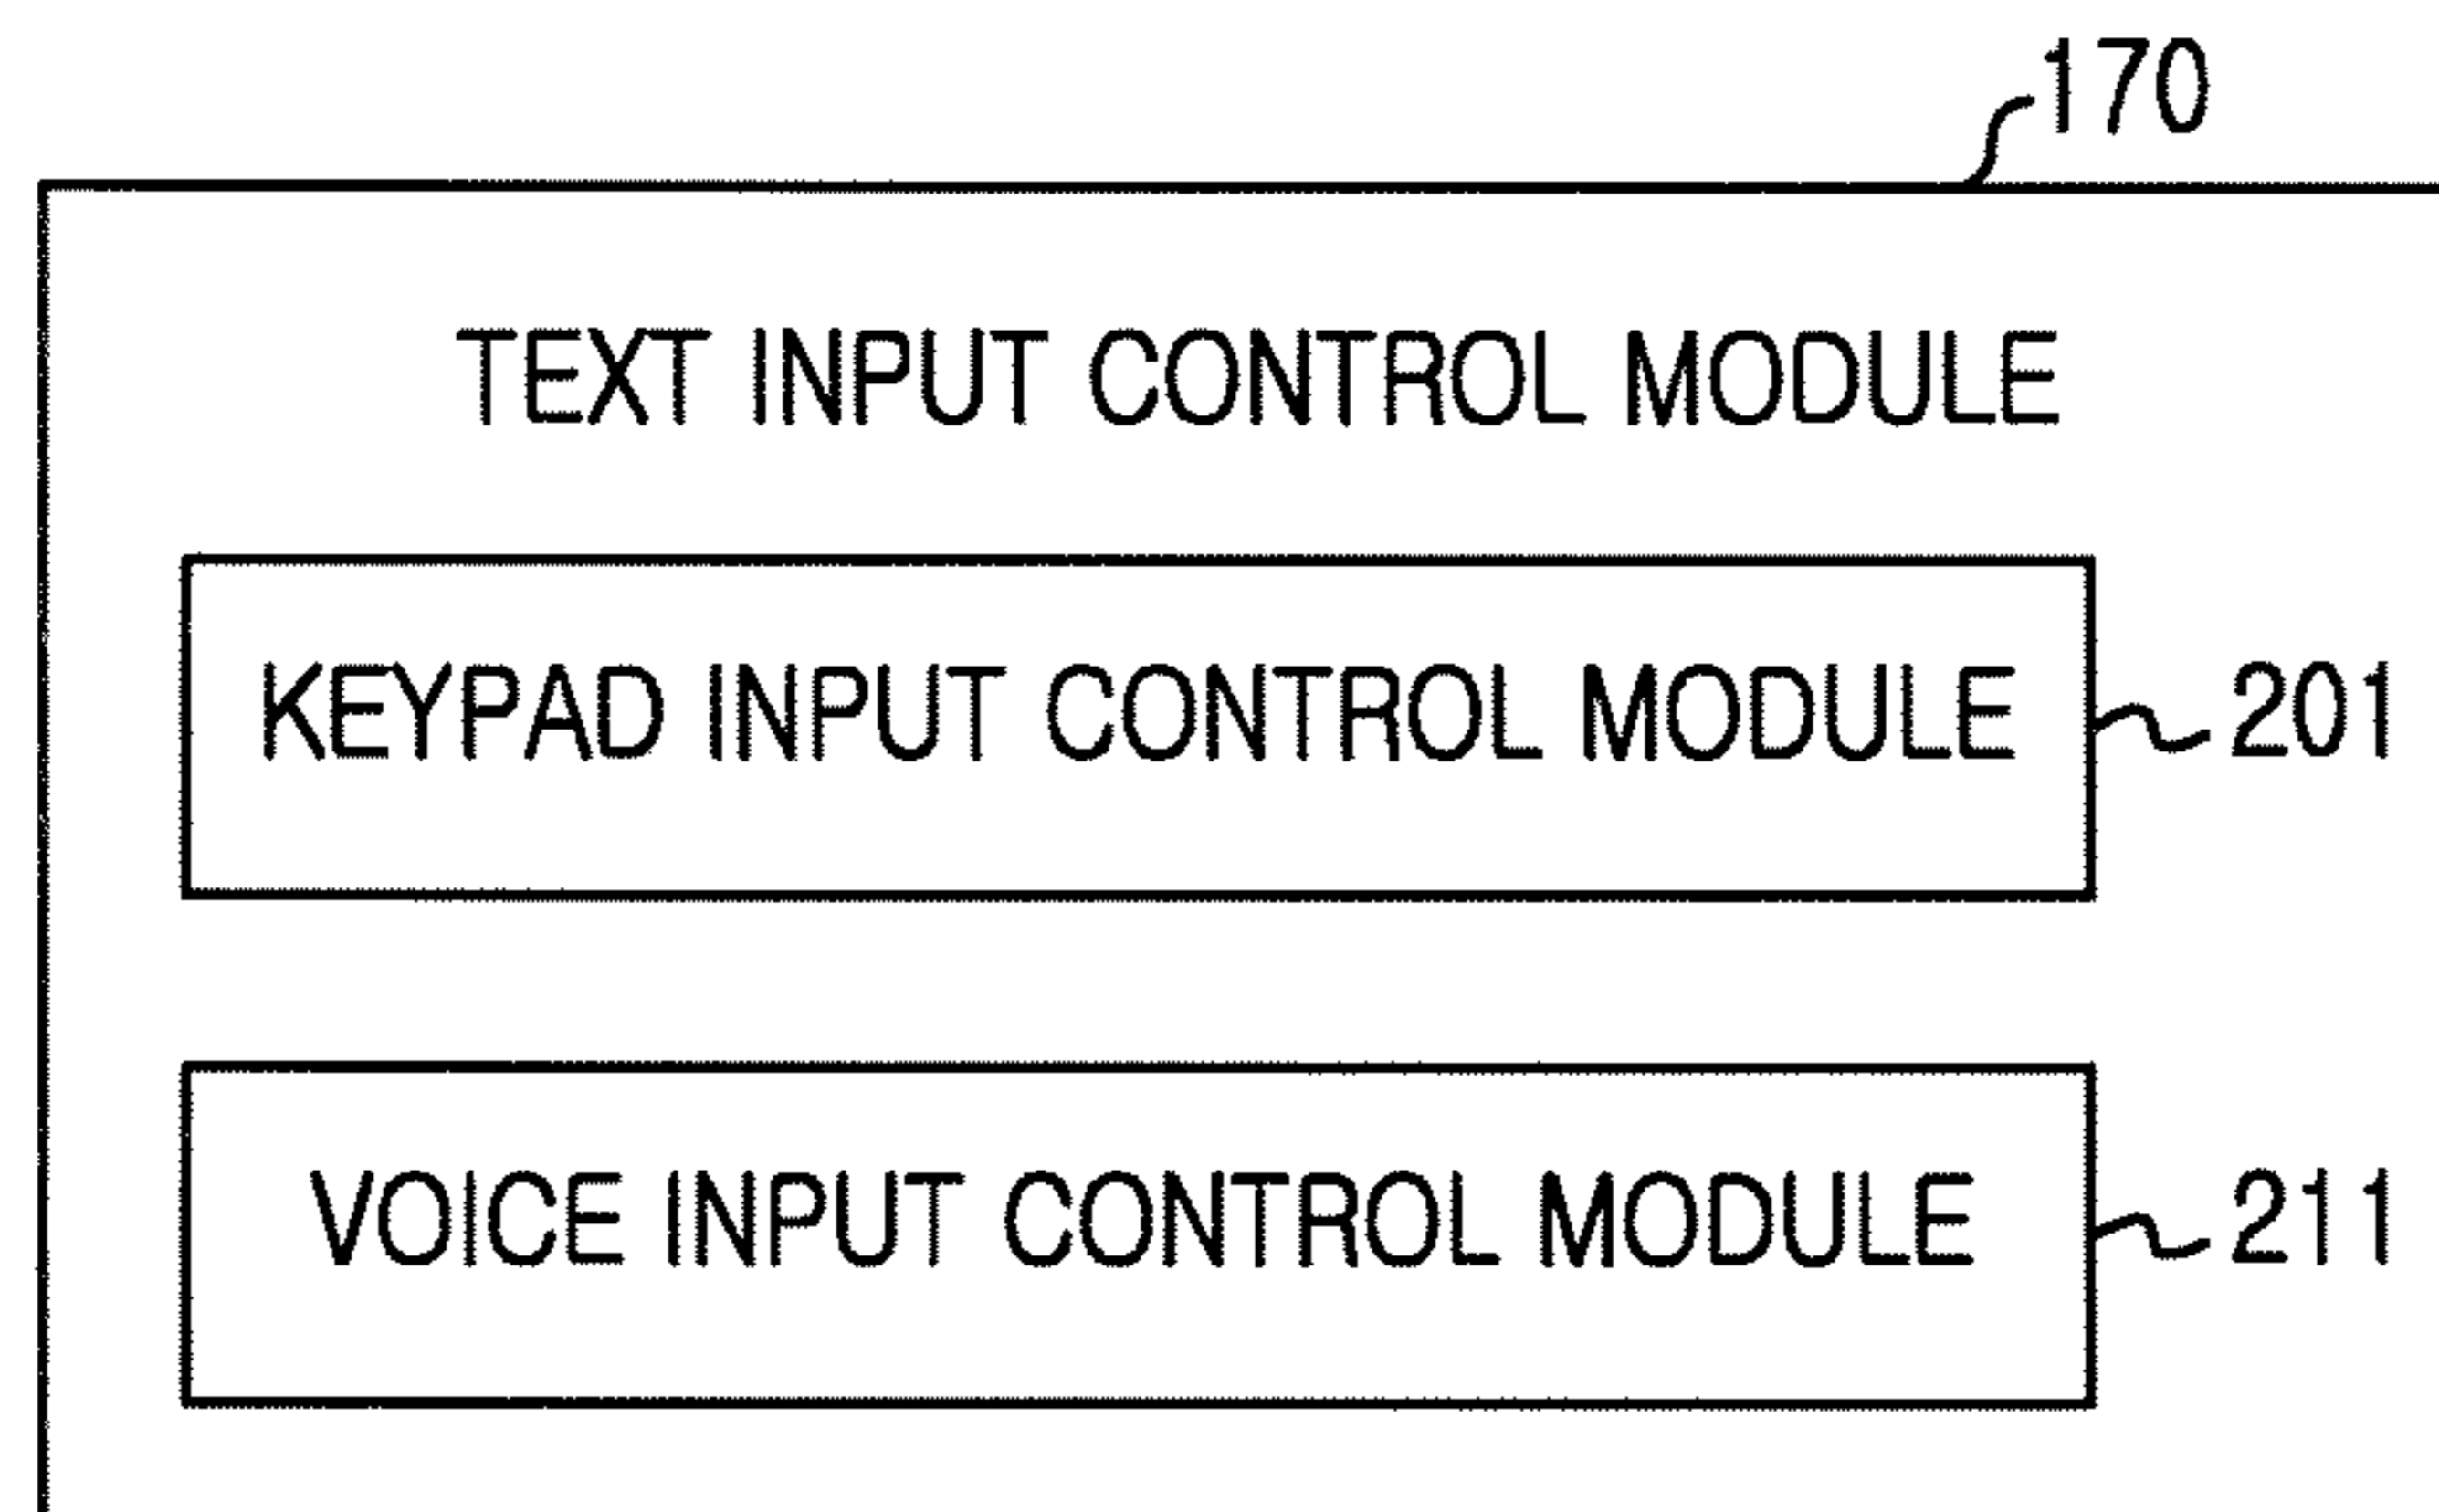 170
TEXT INPUT CONTROL MODULE
KEYPAD INPUT CONTROL MODULE
201
VOICE INPUT CONTROL MODULE
211